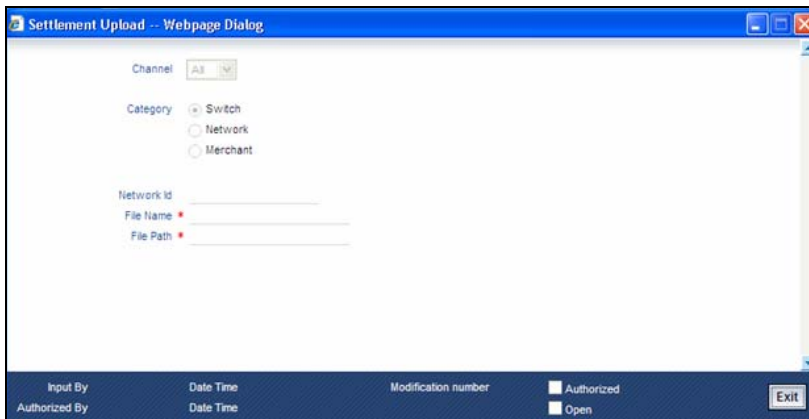 Settlement Upload -- Webpage Dialog
Channel All
Category Switch
Network
Merchant
Network Id
File Name *
File Path *
Input By Date Time Modification number Authorized
Authorized By Date Time Open
Exit